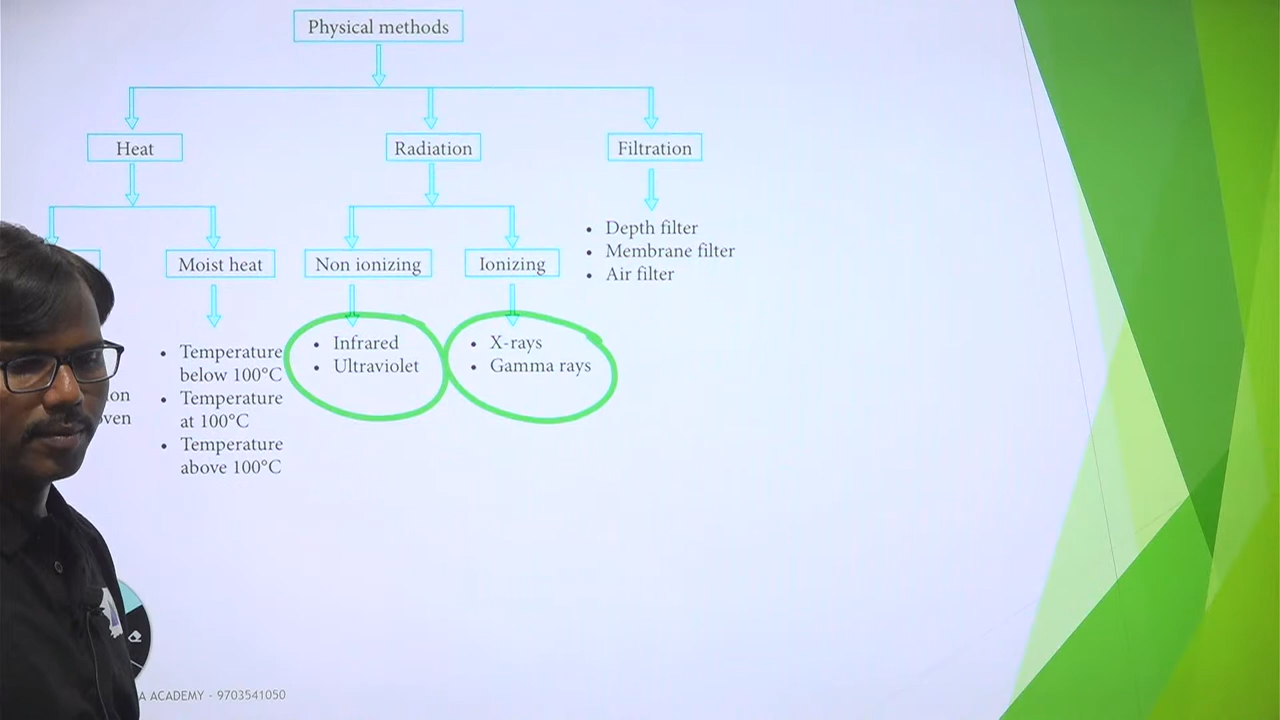 Physical methods
Heat
Radiation
Filtration
• Depth filter
• Membrane filter
• Air filter
Moist heat
Non ionizing
Ionizing
• Temperature
below 100°C
• Temperature
at 100°C
• Temperature
above 100°C
• Infrared
• Ultraviolet
• X-rays
• Gamma rays
ACADEMY - 9703541050